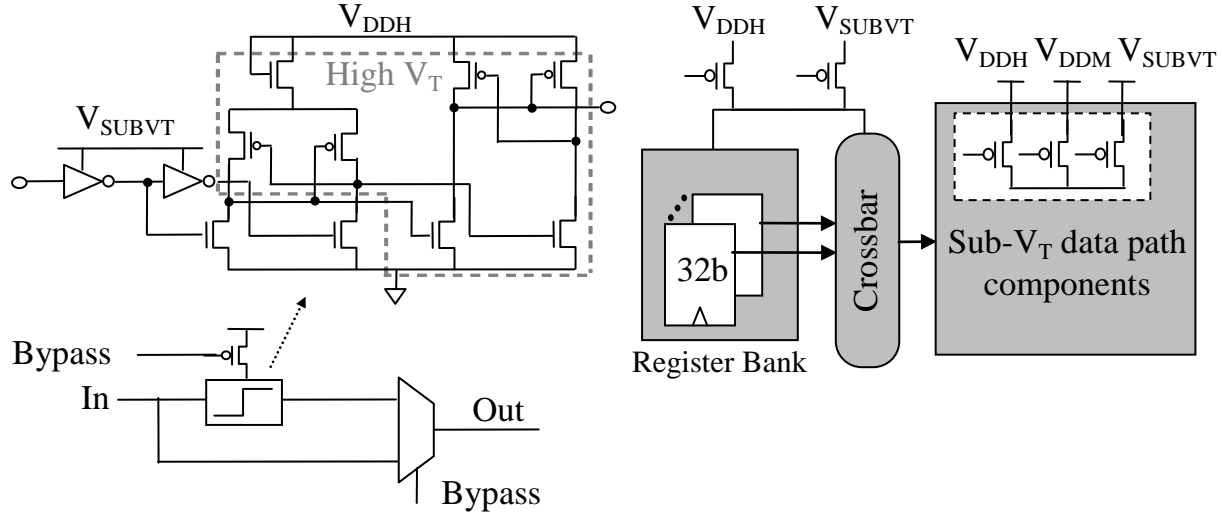 V_DDH
High V_T
V_SUBVT
Bypass
In
Out
Bypass
V_DDH
V_SUBVT
32b
Register Bank
Crossbar
V_DDH V_DDM V_SUBVT
Sub-V_T data path
components